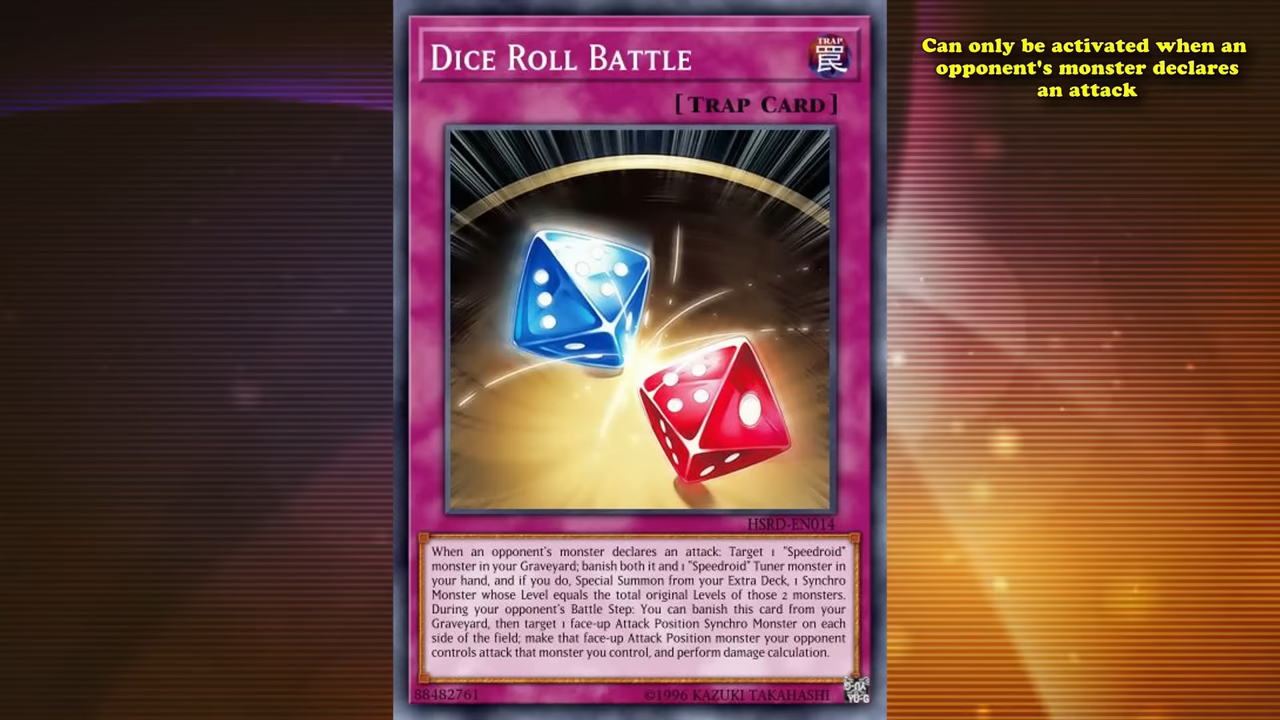 DICE ROLL BATTLE
TRAP
罠
[TRAP CARD]
Can only be activated when an
opponent's monster declares
an attack
HSRD-EN014
When an opponent's monster declares an attack: Target 1 "Speedroid"
monster in your Graveyard; banish both it and 1 "Speedroid" Tuner monster in
your hand, and if you do, Special Summon from your Extra Deck, 1 Synchro
Monster whose Level equals the total original Levels of those 2 monsters.
During your opponent's Battle Step: You can banish this card from your
Graveyard, then target 1 face-up Attack Position Synchro Monster on each
side of the field; make that face-up Attack Position monster your opponent
controls attack that monster you control, and perform damage calculation.
88482761
©1996 KAZUKI TAKAHASHI